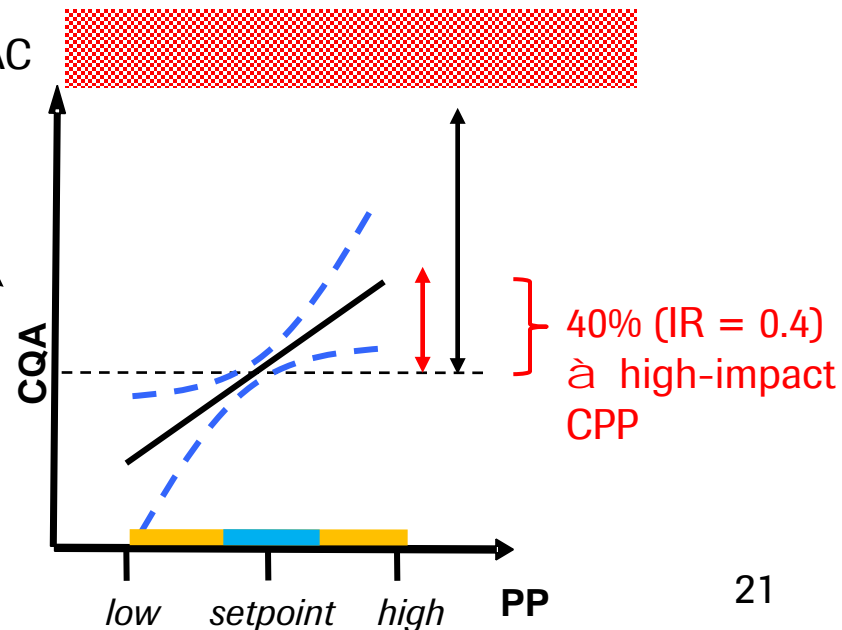 AC
CQA
40% (IR = 0.4)
à high-impact
CPP
low setpoint high PP
21